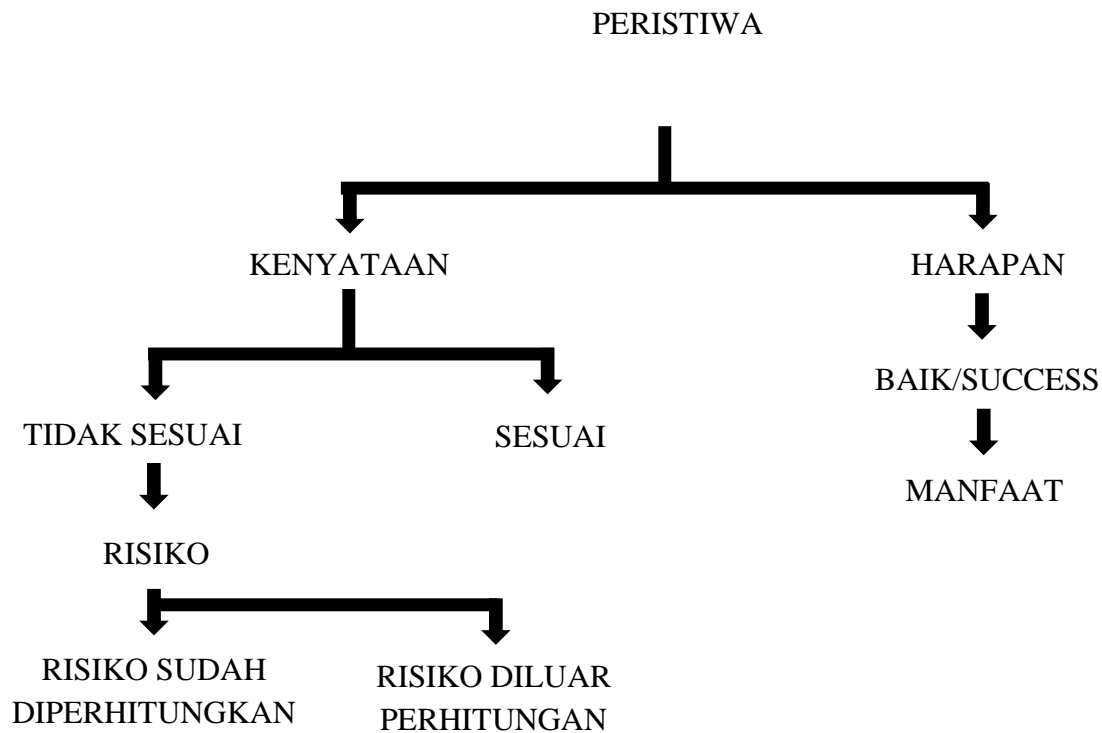 PERISTIWA
KENYATAAN
HARAPAN
BAIK/SUCCESS
TIDAK SESUAI
SESUAI
MANFAAT
RISIKO
RISIKO SUDAH
DIPERHITUNGKAN
RISIKO DILUAR
PERHITUNGAN